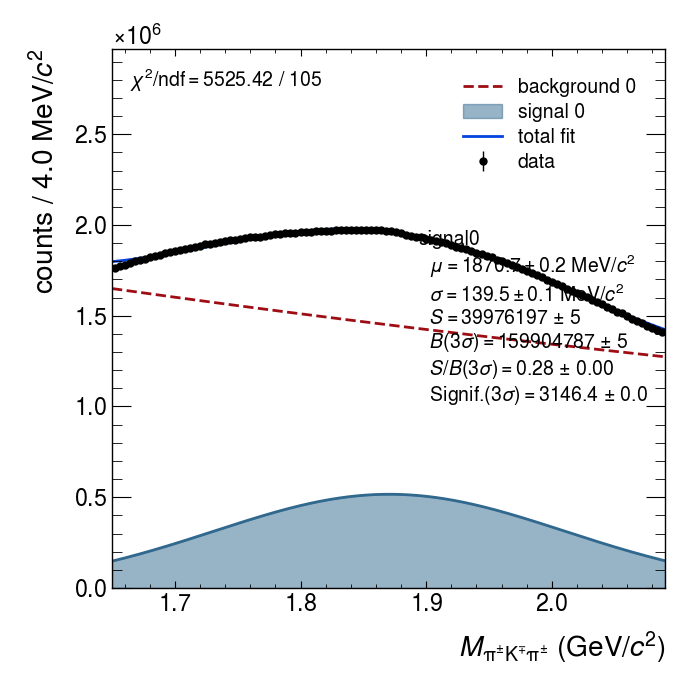 ×10⁶
χ²/ndf = 5525.42 / 105
background 0
signal 0
total fit
data
signal0
μ = 1870.7 ± 0.2 MeV/c²
σ = 139.5 ± 0.1 MeV/c²
S = 39976197 ± 5
B(3σ) = 159904787 ± 5
S/B(3σ) = 0.28 ± 0.00
Signif.(3σ) = 3146.4 ± 0.0
counts / 4.0 MeV/c²
2.5
2.0
1.5
1.0
0.5
0.0
1.7 1.8 1.9 2.0
M_π±K∓π± (GeV/c²)